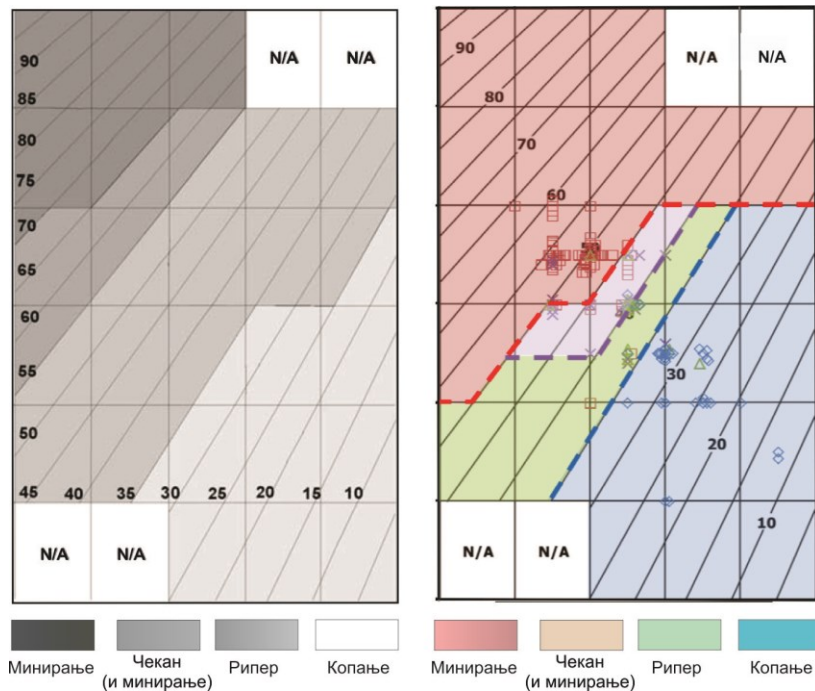 N/A N/A
90
85
80
75
70
65
60
55
50
45 40 35 30 25 20 15 10
N/A N/A
Минирање
Чекан
(и минирање)
Рипер
Копање
90
N/A N/A
80
70
60
50
30
20
10
N/A N/A
Минирање
Чекан
(и минирање)
Рипер
Копање